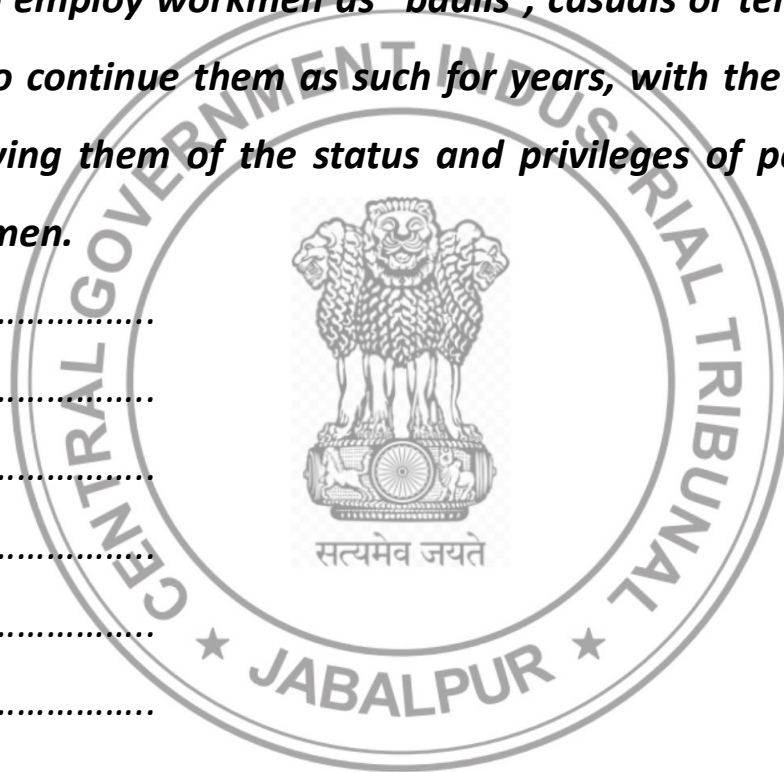 employ workmen as "badlis", casuals or
o continue them as such for years, with the
ving them of the status and privileges of
men.
.................
.................
.................
.................
.................
.................
CENTRAL GOVERNMENT INDUSTRIAL TRIBUNAL
सत्यमेव जयते
★ JABALPUR ★